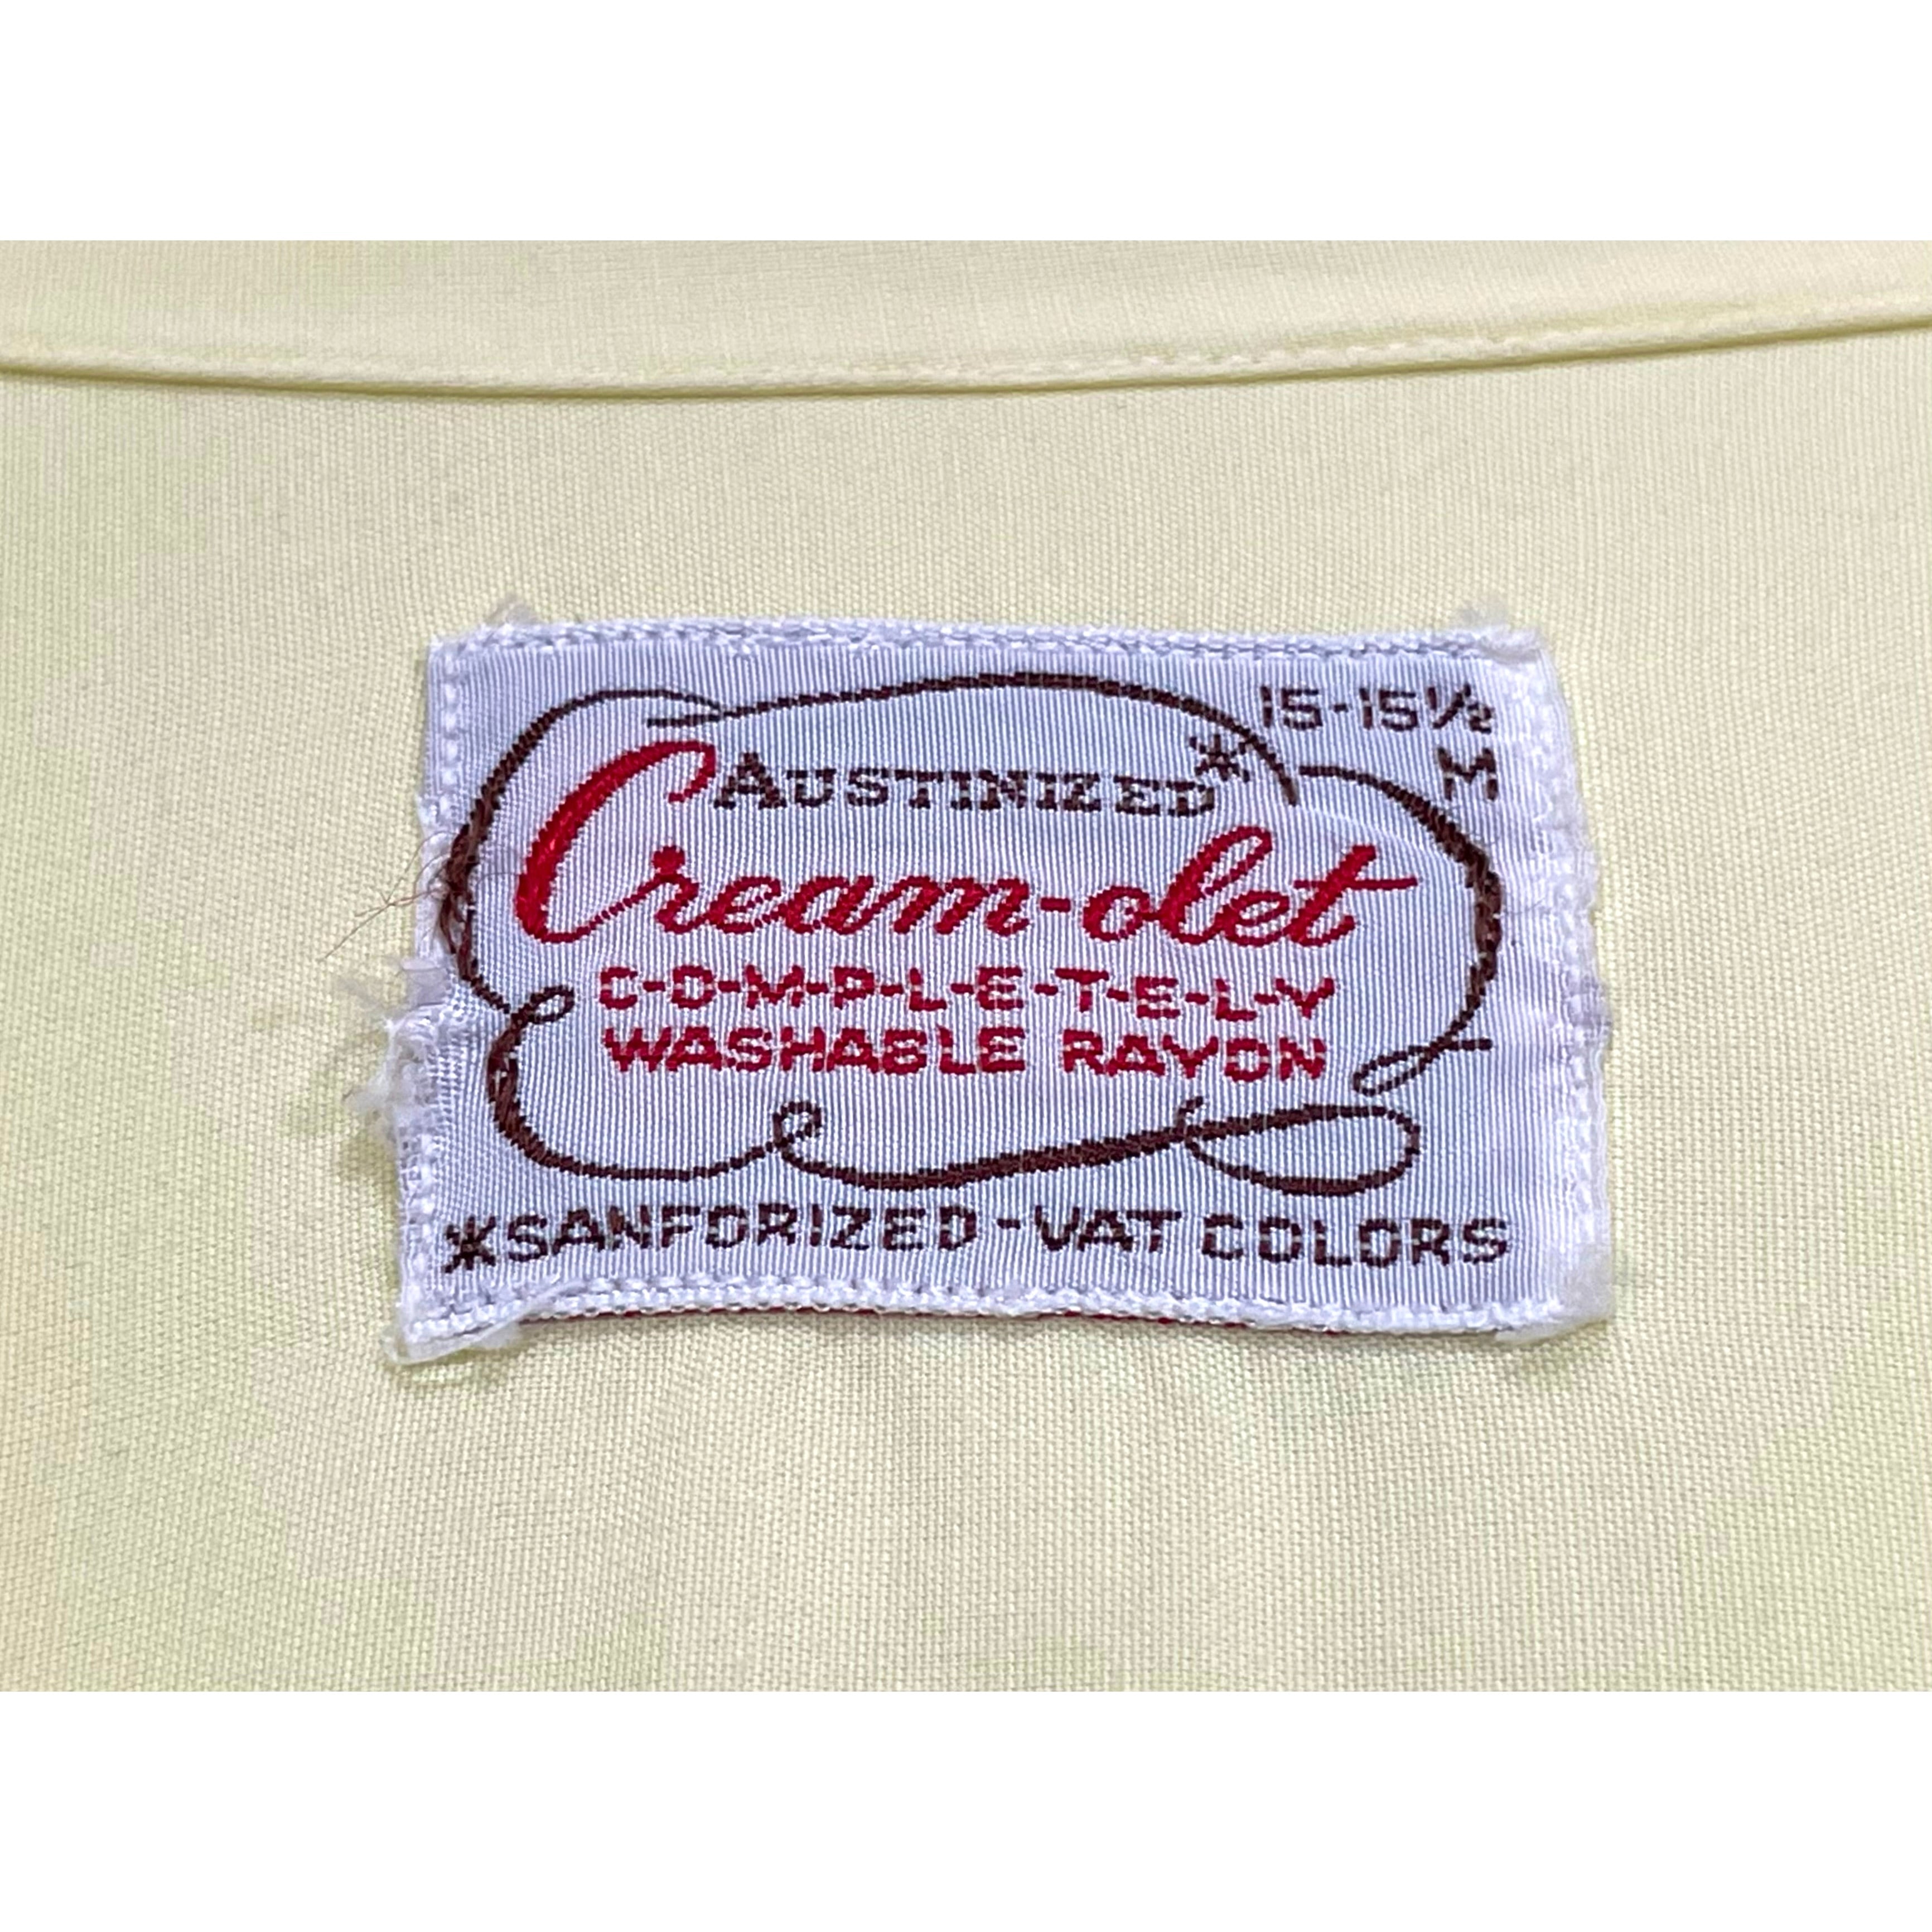 15-15½
M
AUSTINIZED*
Cream-olet
C-O-M-P-L-E-T-E-L-Y
WASHABLE RAYON
*SANFORIZED-VAT COLORS